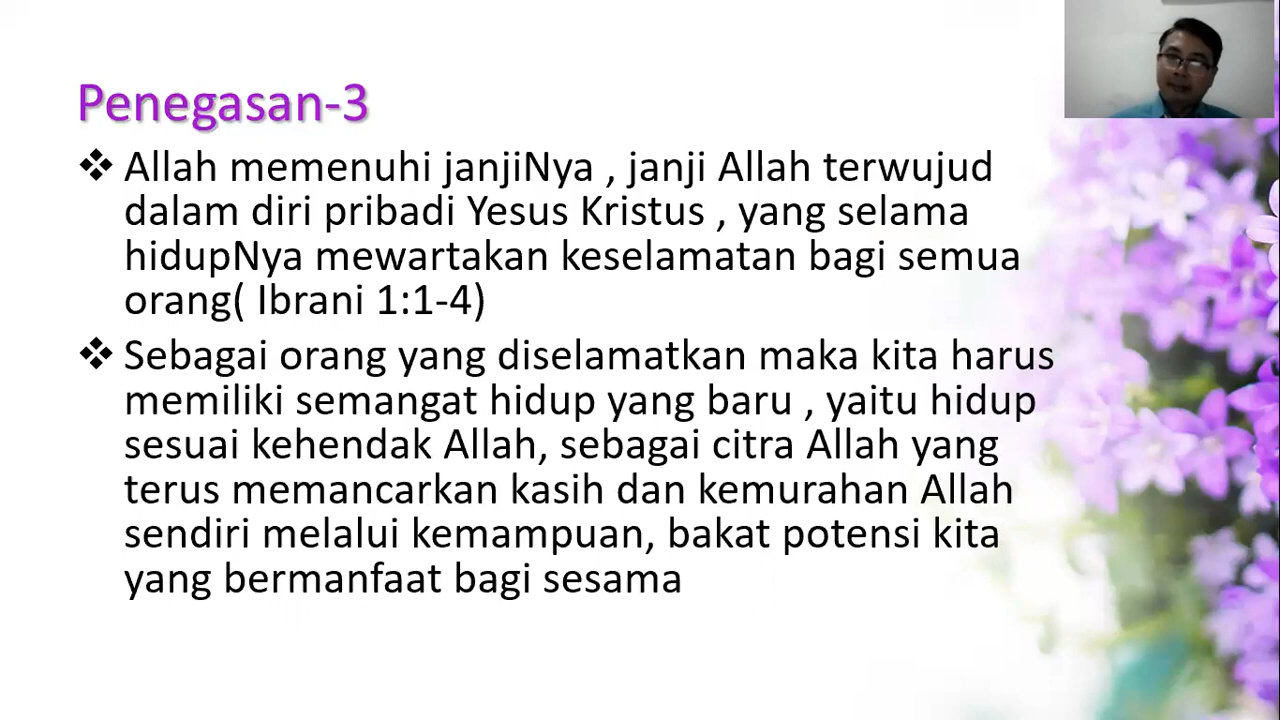 Penegasan-3
❖ Allah memenuhi janjiNya , janji Allah terwujud
dalam diri pribadi Yesus Kristus , yang selama
hidupNya mewartakan keselamatan bagi semua
orang( Ibrani 1:1-4)
❖ Sebagai orang yang diselamatkan maka kita harus
memiliki semangat hidup yang baru , yaitu hidup
sesuai kehendak Allah, sebagai citra Allah yang
terus memancarkan kasih dan kemurahan Allah
sendiri melalui kemampuan, bakat potensi kita
yang bermanfaat bagi sesama